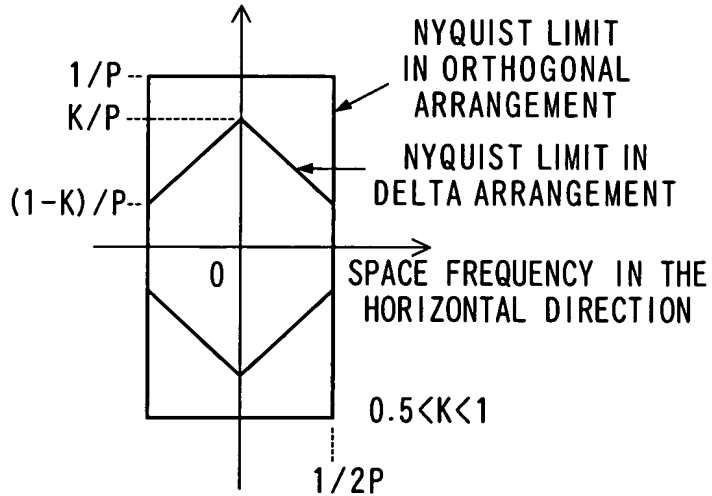 NYQUIST LIMIT
IN ORTHOGONAL
ARRANGEMENT
1/P
K/P
NYQUIST LIMIT IN
DELTA ARRANGEMENT
(1-K)/P
0
SPACE FREQUENCY IN THE
HORIZONTAL DIRECTION
0.5<K<1
1/2P